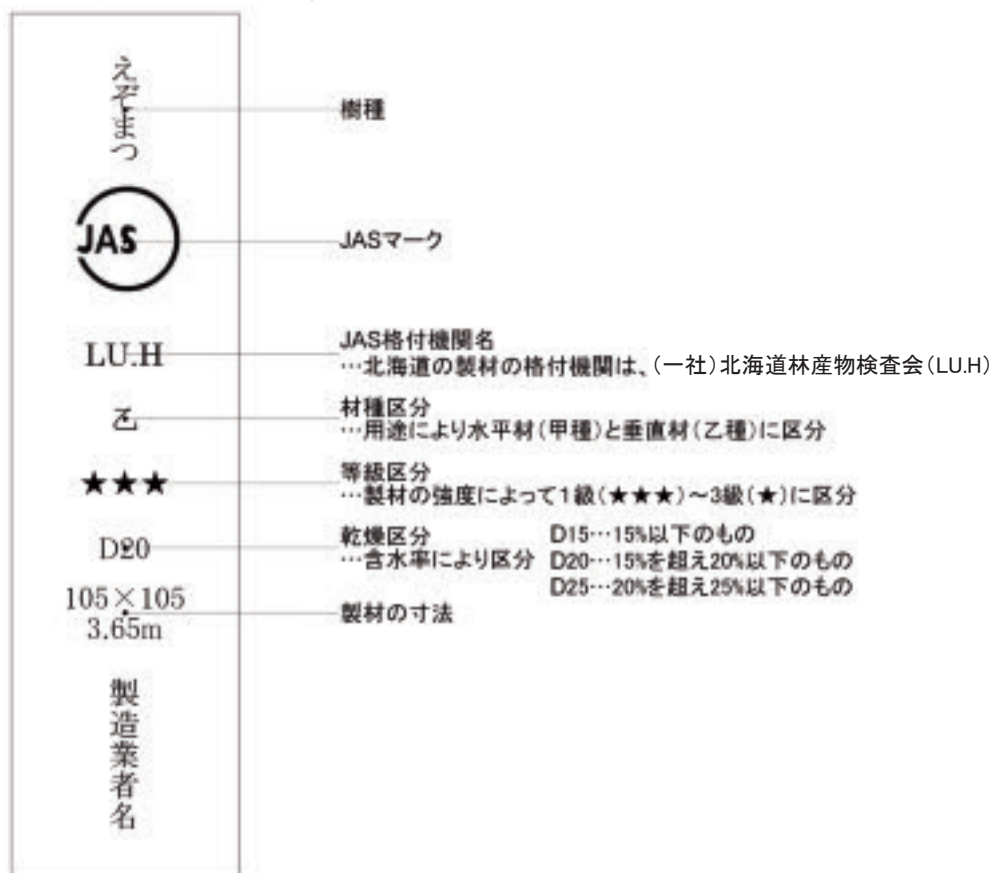 えぞまつ
樹種
JAS
JASマーク
LU.H
JAS格付機関名
…北海道の製材の格付機関は、(一社)北海道林産物検査会(LU.H)
乙
材種区分
…用途により水平材(甲種)と垂直材(乙種)に区分
★★★
等級区分
…製材の強度によって1級(★★★)～3級(★)に区分
D20
乾燥区分
…含水率により区分
D15…15%以下のもの
D20…15%を超え20%以下のもの
D25…20%を超え25%以下のもの
105×105
3.65m
製材の寸法
製造業者名